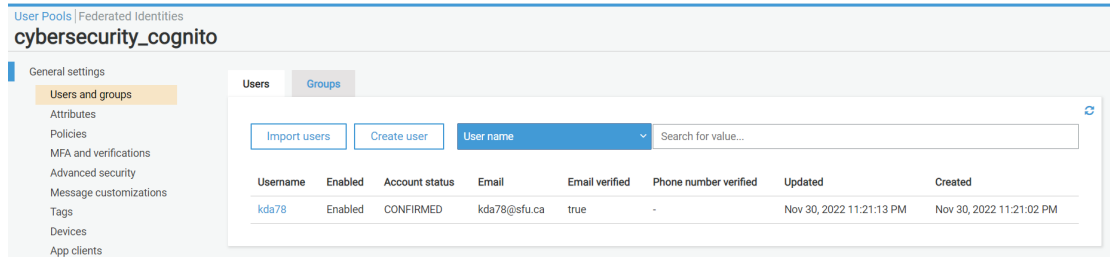 User Pools | Federated Identities
cybersecurity_cognito
General settings
Users and groups
Attributes
Policies
MFA and verifications
Advanced security
Message customizations
Tags
Devices
App clients
Users Groups
Import users Create user User name Search for value...
Username Enabled Account status Email Email verified Phone number verified Updated Created
kda78 Enabled CONFIRMED kda78@sfu.ca true - Nov 30, 2022 11:21:13 PM Nov 30, 2022 11:21:02 PM